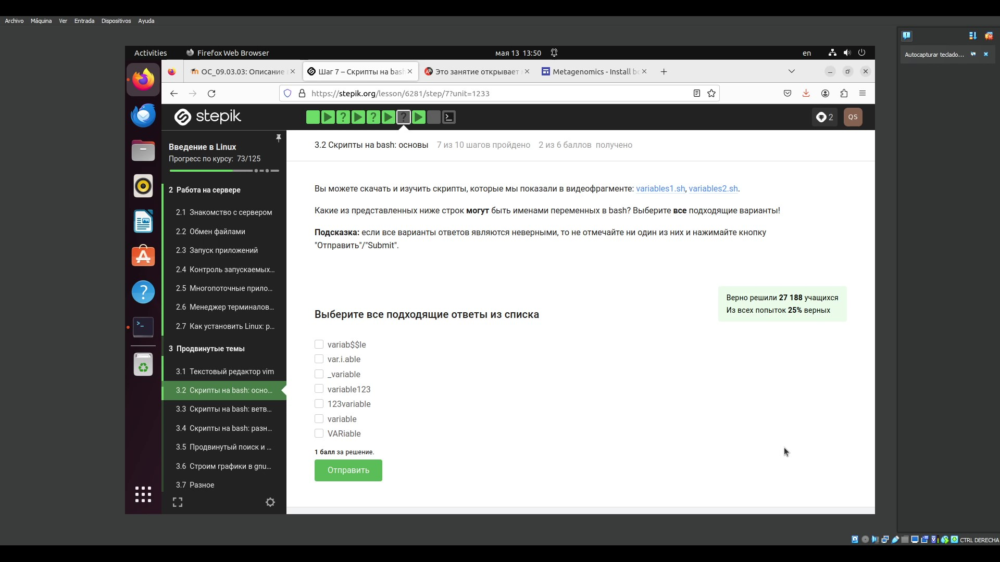 Archivo Máquina Ver Entrada Dispositivos Ayuda
Autocapturar teclado...
Activities Firefox Web Browser мая 13 13:50 en
ОС_09.03.03: Описание Шаг 7 – Скрипты на bash Это занятие открывает Metagenomics - Install bo
https://stepik.org/lesson/6281/step/7?unit=1233
stepik 2 QS
Введение в Linux
Прогресс по курсу: 73/125
2 Работа на сервере
2.1 Знакомство с сервером
2.2 Обмен файлами
2.3 Запуск приложений
2.4 Контроль запускаемых...
2.5 Многопоточные прило...
2.6 Менеджер терминалов...
2.7 Как установить Linux: р...
3 Продвинутые темы
3.1 Текстовый редактор vim
3.2 Скрипты на bash: осно...
3.3 Скрипты на bash: ветв...
3.4 Скрипты на bash: разн...
3.5 Продвинутый поиск и ...
3.6 Строим графики в gnu...
3.7 Разное
3.2 Скрипты на bash: основы 7 из 10 шагов пройдено 2 из 6 баллов получено
Вы можете скачать и изучить скрипты, которые мы показали в видеофрагменте: variables1.sh, variables2.sh.
Какие из представленных ниже строк могут быть именами переменных в bash? Выберите все подходящие варианты!
Подсказка: если все варианты ответов являются неверными, то не отмечайте ни один из них и нажимайте кнопку
"Отправить"/"Submit".
Верно решили 27 188 учащихся
Из всех попыток 25% верных
Выберите все подходящие ответы из списка
variab$$le
var.i.able
_variable
variable123
123variable
variable
VARiable
1 балл за решение.
Отправить
CTRL DERECHA